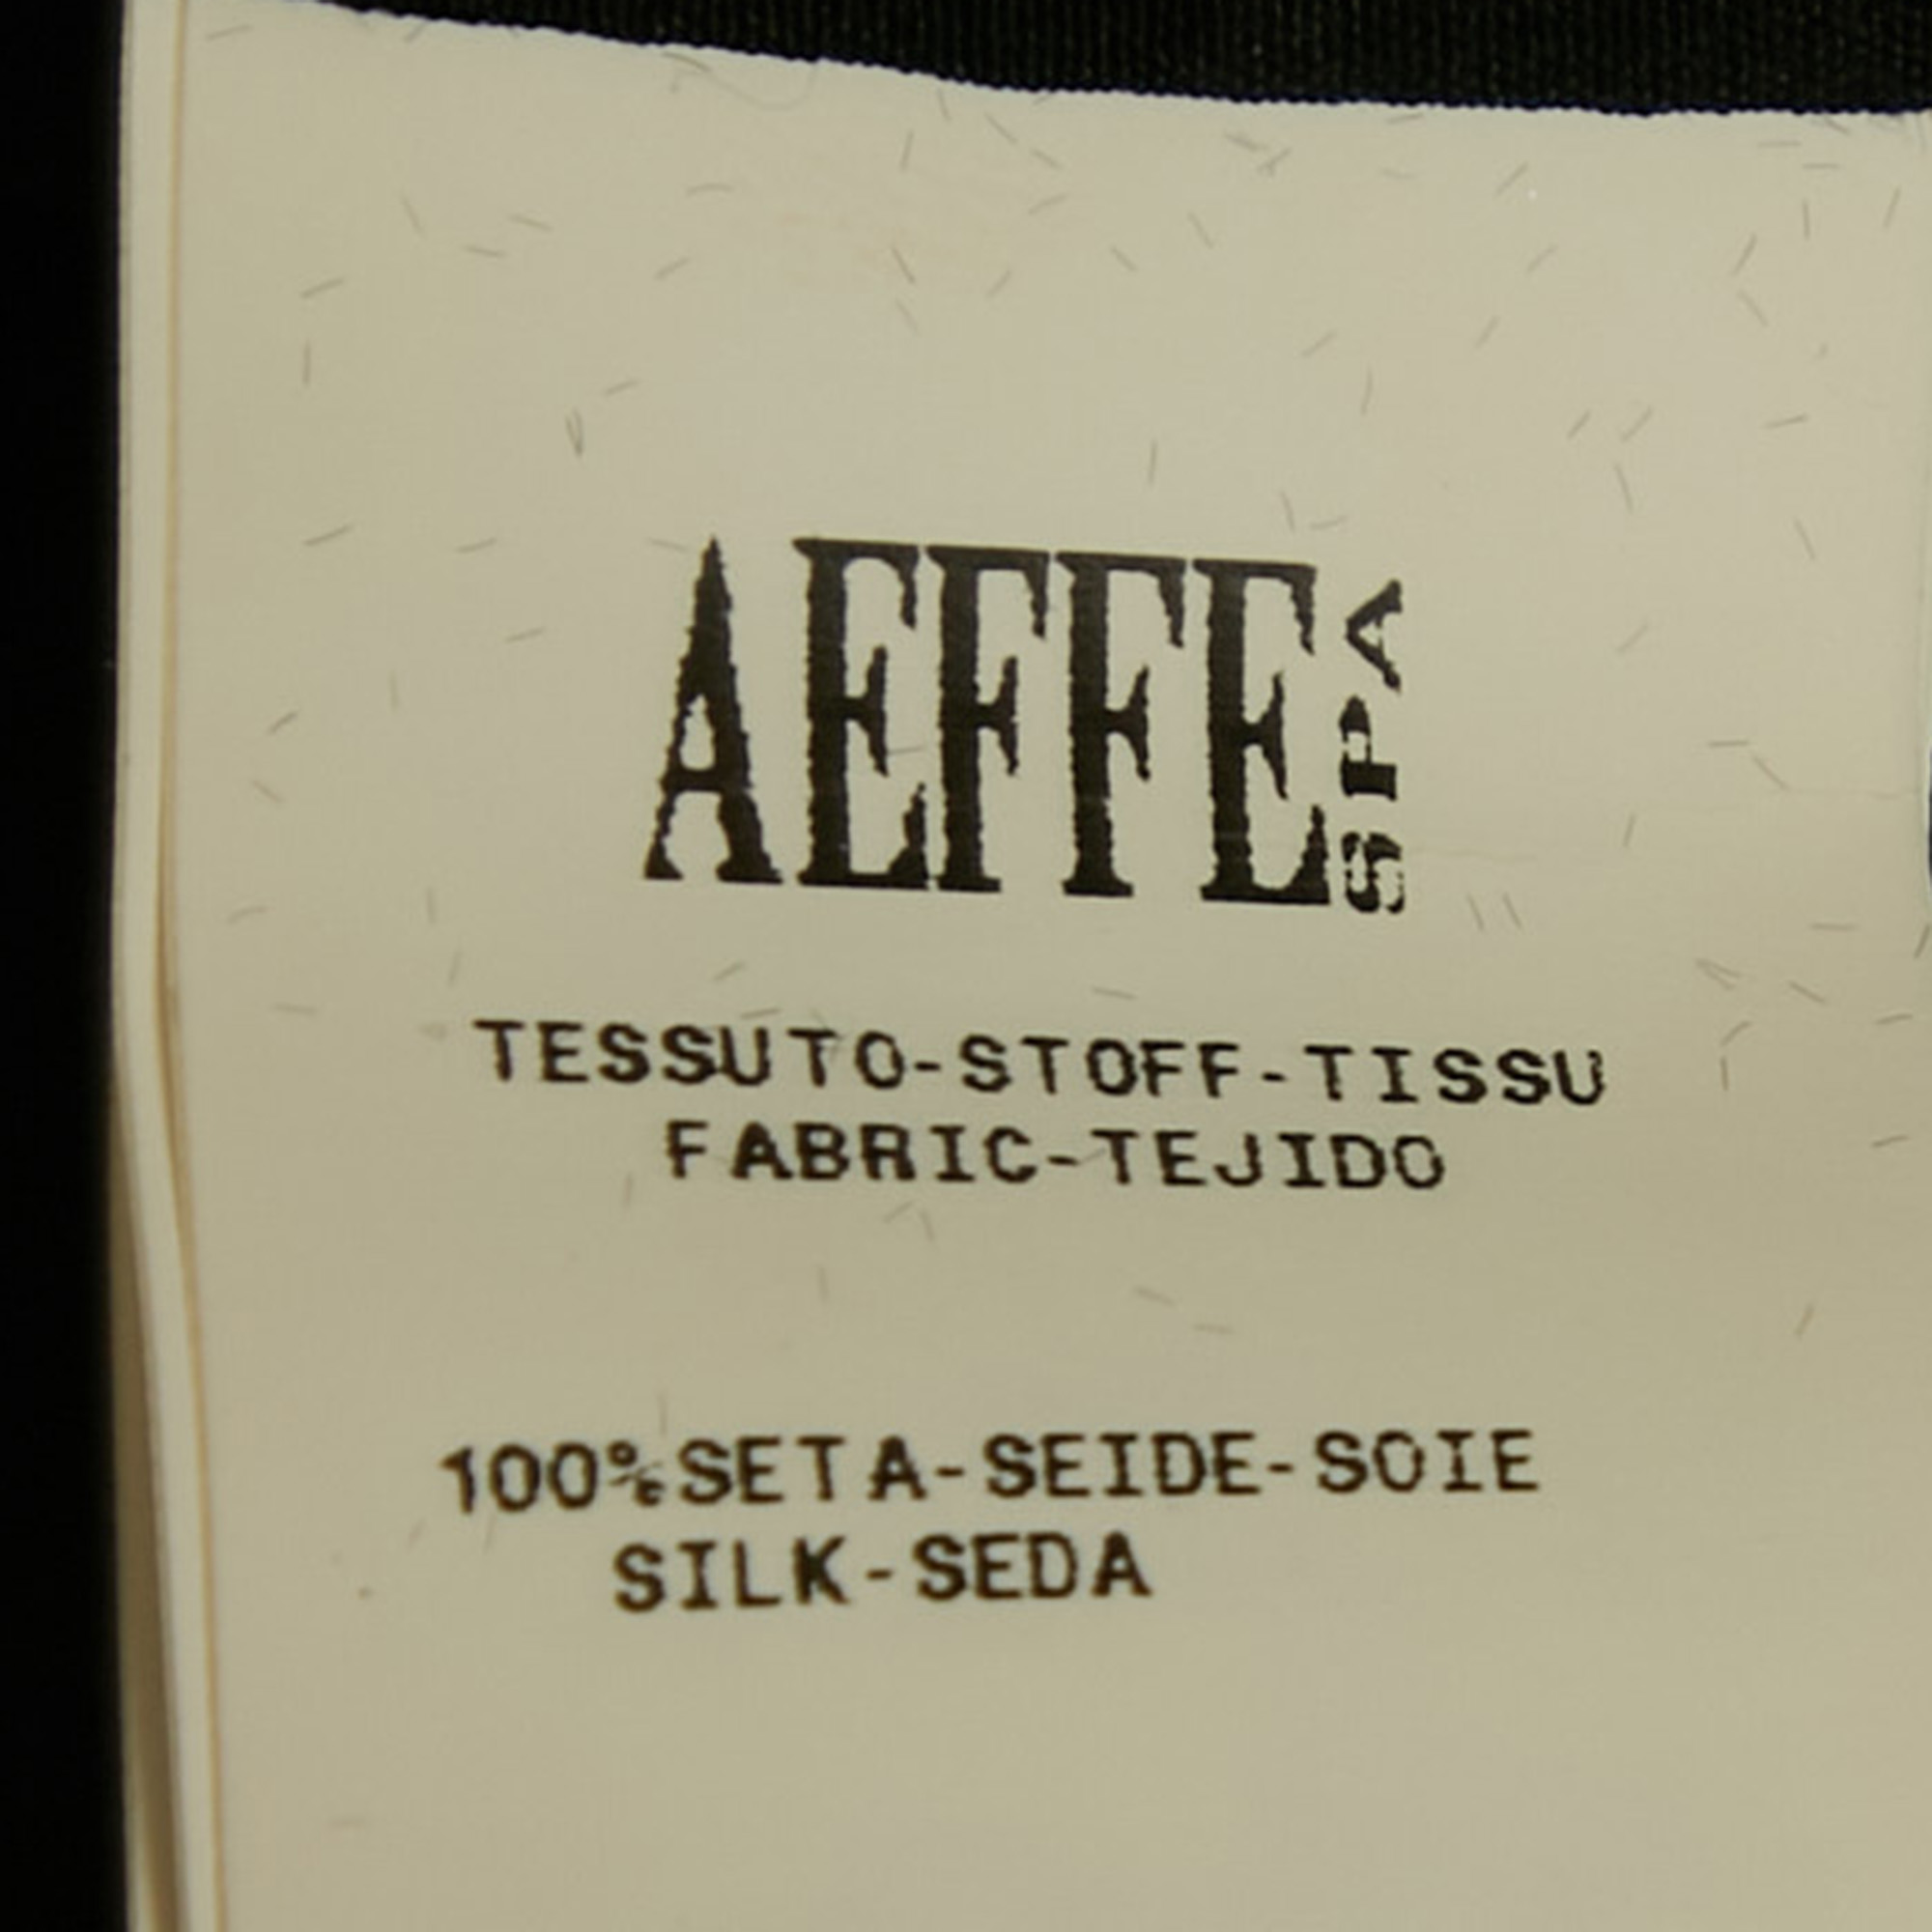 AEFFE SPA
TESSUTO-STOFF-TISSU
FABRIC-TEJIDO
100%SETA-SEIDE-SOIE
SILK-SEDA